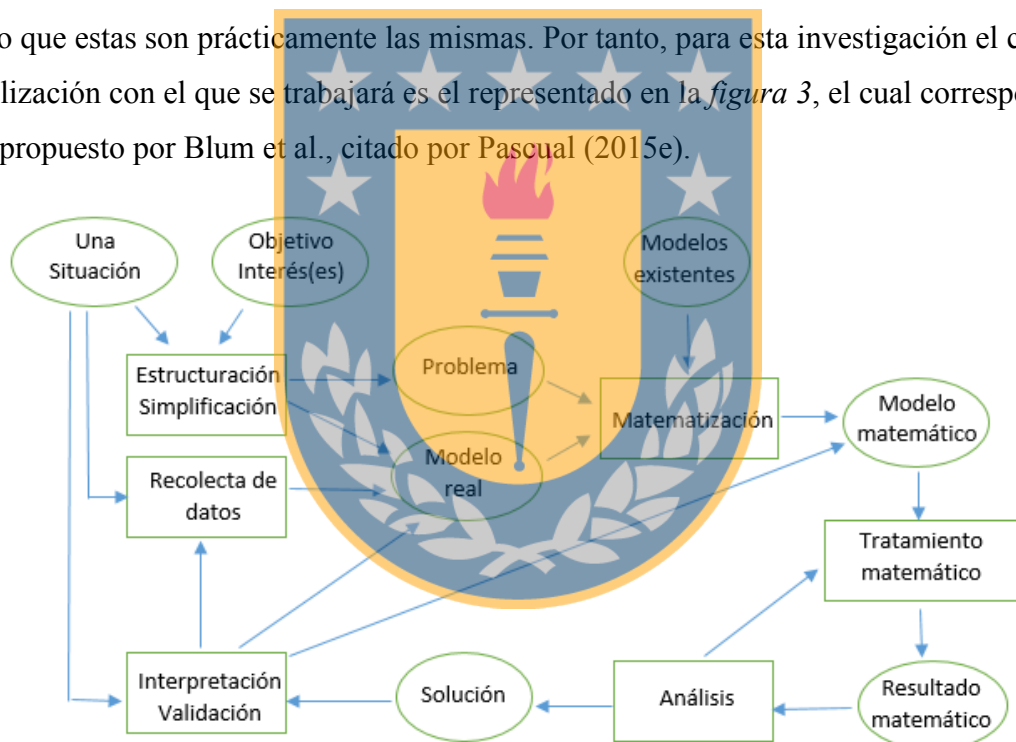 o que estas son prácticamente las mismas. Por tanto, para esta investigación el c
lización con el que se trabajará es el representado en la figura 3, el cual correspo
propuesto por Blum et al., citado por Pascual (2015e).
Una
Situación
Objetivo
Interés(es)
Modelos
existentes
Estructuración
Simplificación
Problema
Matematización
Modelo
matemático
Recolecta de
datos
Modelo
real
Tratamiento
matemático
Interpretación
Validación
Solución
Análisis
Resultado
matemático